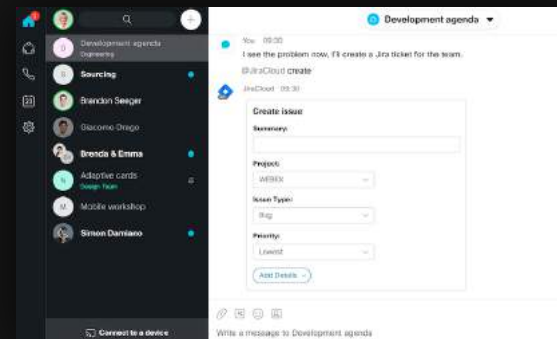 Development agenda
Engineering
D
S
Sourcing
Brandon Seeger
Giacomo Drago
Brenda & Emma
N
Adaptive cards
Design Team
M
Mobile workshop
Simon Damiano
23
Connect to a device
Development agenda
You 09:30
I see the problem now, I'll create a Jira ticket for the team.
@JiraCloud create
JiraCloud 09:30
Create issue
Summary:
Project:
WEBEX
Issue Type:
Bug
Priority:
Lowest
Add Details
Write a message to Development agenda